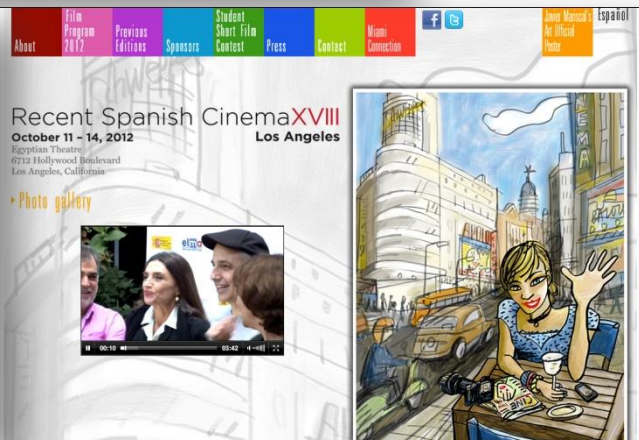 About
Film
Program
2012
Previous
Editions
Sponsors
Student
Short Film
Contest
Press
Contact
Miami
Connection
Javier Mariscal's
Art Official
Poster
Español
Recent Spanish CinemaXVIII
October 11 – 14, 2012
Los Angeles
Egyptian Theatre
6712 Hollywood Boulevard
Los Angeles, California
Photo gallery
00:10
03:42
CINEMA
CINE